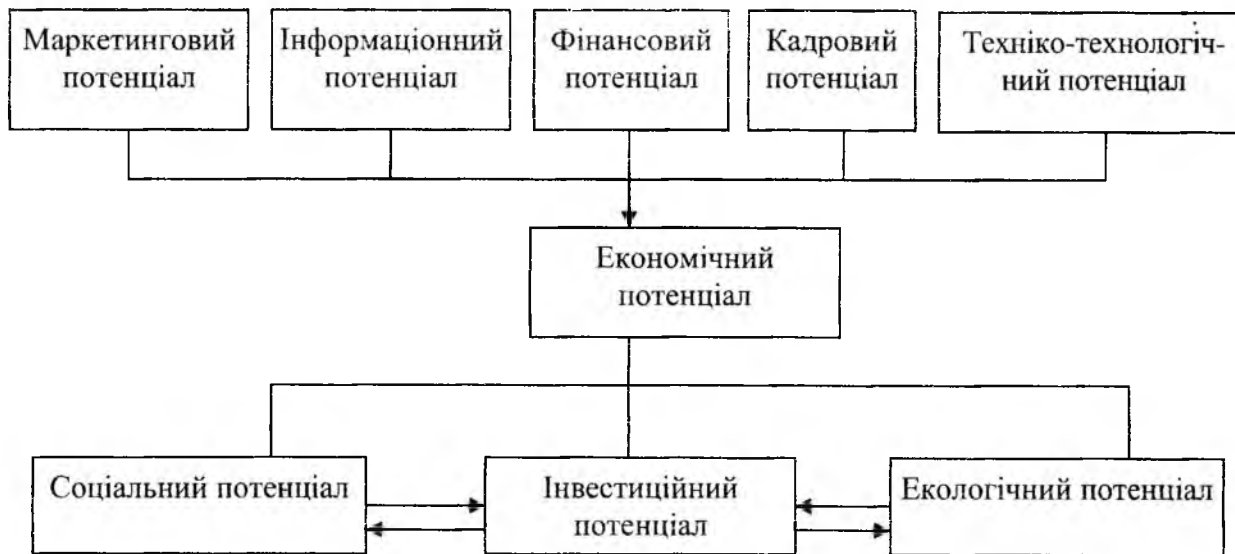 Маркетинговий
потенціал
Інформаціонний
потенціал
Фінансовий
потенціал
Кадровий
потенціал
Техніко-технологіч-
ний потенціал
Економічний
потенціал
Соціальний потенціал
Інвестиційний
потенціал
Екологічний потенціал